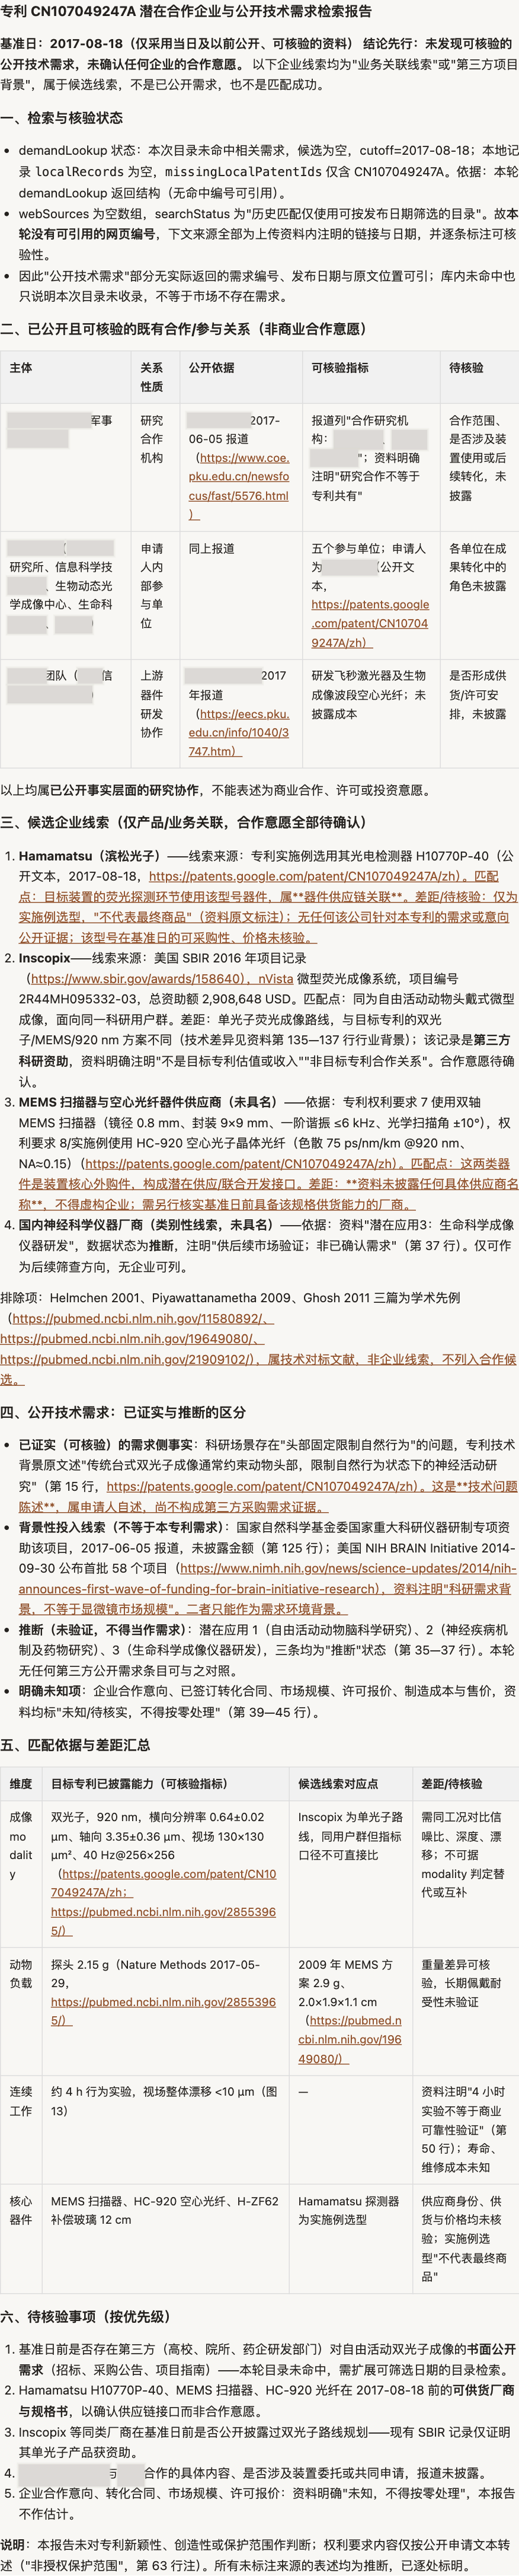 专利 CN107049247A 潜在合作企业与公开技术需求检索报告
基准日：2017-08-18（仅采用当日及以前公开、可核验的资料） 结论先行：未发现可核验的
公开技术需求，未确认任何企业的合作意愿。 以下企业线索均为"业务关联线索"或"第三方项目
背景"，属于候选线索，不是已公开需求，也不是匹配成功。
一、检索与核验状态
• demandLookup 状态：本次目录未命中相关需求，候选为空，cutoff=2017-08-18；本地记
录 localRecords 为空，missingLocalPatentIds 仅含 CN107049247A。依据：本轮
demandLookup 返回结构（无命中编号可引用）。
• webSources 为空数组，searchStatus 为"历史匹配仅使用可按发布日期筛选的目录"。故本
轮没有可引用的网页编号，下文来源全部为上传资料内注明的链接与日期，并逐条标注可核
验性。
• 因此"公开技术需求"部分无实际返回的需求编号、发布日期与原文位置可引；库内未命中也
只说明本次目录未收录，不等于市场不存在需求。
二、已公开且可核验的既有合作/参与关系（非商业合作意愿）
主体
关系
性质
公开依据
可核验指标
待核验
军事
研究
合作
机构
2017-
06-05 报道
（https://www.coe.
pku.edu.cn/newsfo
cus/fast/5576.html
）
报道列"合作研究机
构：
"；资料明确
注明"研究合作不等于
专利共有"
合作范围、
是否涉及装
置使用或后
续转化，未
披露
研究所、信息科学技
、生物动态光
学成像中心、生命科
、
申请
人内
部参
与单
位
同上报道
五个参与单位；申请人
为（公开文
本，
https://patents.google
.com/patent/CN10704
9247A/zh）
各单位在成
果转化中的
角色未披露
团队（信
上游
器件
研发
协作
2017
年报道
（https://eecs.pku.
edu.cn/info/1040/3
747.htm）
研发飞秒激光器及生物
成像波段空心光纤；未
披露成本
是否形成供
货/许可安
排，未披露
以上均属已公开事实层面的研究协作，不能表述为商业合作、许可或投资意愿。
三、候选企业线索（仅产品/业务关联，合作意愿全部待确认）
1. Hamamatsu（滨松光子）——线索来源：专利实施例选用其光电检测器 H10770P-40（公
开文本，2017-08-18，https://patents.google.com/patent/CN107049247A/zh）。匹配
点：目标装置的荧光探测环节使用该型号器件，属**器件供应链关联**。差距/待核验：仅为
实施例选型，"不代表最终商品"（资料原文标注）；无任何该公司针对本专利的需求或意向
公开证据；该型号在基准日的可采购性、价格未核验。
2. Inscopix——线索来源：美国 SBIR 2016 年项目记录
（https://www.sbir.gov/awards/158640），nVista 微型荧光成像系统，项目编号
2R44MH095332-03，总资助额 2,908,648 USD。匹配点：同为自由活动动物头戴式微型
成像，面向同一科研用户群。差距：单光子荧光成像路线，与目标专利的双光
子/MEMS/920 nm 方案不同（技术差异见资料第 135—137 行行业背景）；该记录是第三方
科研资助，资料明确注明"不是目标专利估值或收入""非目标专利合作关系"。合作意愿待确
认。
3. MEMS 扫描器与空心光纤器件供应商（未具名）——依据：专利权利要求 7 使用双轴
MEMS 扫描器（镜径 0.8 mm、封装 9×9 mm、一阶谐振 ≤6 kHz、光学扫描角 ±10°），权
利要求 8/实施例使用 HC-920 空心光子晶体光纤（色散 75 ps/nm/km @920 nm、
NA≈0.15）（https://patents.google.com/patent/CN107049247A/zh）。匹配点：这两类器
件是装置核心外购件，构成潜在供应/联合开发接口。差距：**资料未披露任何具体供应商名
称**，不得虚构企业；需另行核实基准日前具备该规格供货能力的厂商。
4. 国内神经科学仪器厂商（类别性线索，未具名）——依据：资料"潜在应用3：生命科学成像
仪器研发"，数据状态为推断，注明"供后续市场验证；非已确认需求"（第 37 行）。仅可作
为后续筛查方向，无企业可列。
排除项：Helmchen 2001、Piyawattanametha 2009、Ghosh 2011 三篇为学术先例
（https://pubmed.ncbi.nlm.nih.gov/11580892/、
https://pubmed.ncbi.nlm.nih.gov/19649080/、
https://pubmed.ncbi.nlm.nih.gov/21909102/），属技术对标文献，非企业线索，不列入合作候
选。
四、公开技术需求：已证实与推断的区分
• 已证实（可核验）的需求侧事实：科研场景存在"头部固定限制自然行为"的问题，专利技术
背景原文述"传统台式双光子成像通常约束动物头部，限制自然行为状态下的神经活动研
究"（第 15 行，https://patents.google.com/patent/CN107049247A/zh）。这是**技术问题
陈述**，属申请人自述，尚不构成第三方采购需求证据。
• 背景性投入线索（不等于本专利需求）：国家自然科学基金委国家重大科研仪器研制专项资
助该项目，2017-06-05 报道，未披露金额（第 125 行）；美国 NIH BRAIN Initiative 2014-
09-30 公布首批 58 个项目（https://www.nimh.nih.gov/news/science-updates/2014/nih-
announces-first-wave-of-funding-for-brain-initiative-research），资料注明"科研需求背
景，不等于显微镜市场规模"。二者只能作为需求环境背景。
• 推断（未验证，不得当作需求）：潜在应用 1（自由活动动物脑科学研究）、2（神经疾病机
制及药物研究）、3（生命科学成像仪器研发），三条均为"推断"状态（第 35—37 行）。本轮
无任何第三方公开需求条目可与之对照。
• 明确未知项：企业合作意向、已签订转化合同、市场规模、许可报价、制造成本与售价，资
料均标"未知/待核实，不得按零处理"（第 39—45 行）。
五、匹配依据与差距汇总
维度
目标专利已披露能力（可核验指标）
候选线索对应点
差距/待核验
成像
mo
dalit
y
双光子，920 nm，横向分辨率 0.64±0.02
μm、轴向 3.35±0.36 μm、视场 130×130
μm²、40 Hz@256×256
（https://patents.google.com/patent/CN10
7049247A/zh；
https://pubmed.ncbi.nlm.nih.gov/2855396
5/）
Inscopix 为单光子路
线，同用户群但指标
口径不可直接比
需同工况对比信
噪比、深度、漂
移；不可据
modality 判定替
代或互补
动物
负载
探头 2.15 g（Nature Methods 2017-05-
29，
https://pubmed.ncbi.nlm.nih.gov/2855396
5/）
2009 年 MEMS 方
案 2.9 g、
2.0×1.9×1.1 cm
（https://pubmed.n
cbi.nlm.nih.gov/196
49080/）
重量差异可核
验，长期佩戴耐
受性未验证
连续
工作
约 4 h 行为实验，视场整体漂移 <10 μm（图
13）
—
资料注明"4 小时
实验不等于商业
可靠性验证"（第
50 行）；寿命、
维修成本未知
核心
器件
MEMS 扫描器、HC-920 空心光纤、H-ZF62
补偿玻璃 12 cm
Hamamatsu 探测器
为实施例选型
供应商身份、供
货与价格均未核
验；实施例选
型"不代表最终商
品"
六、待核验事项（按优先级）
1. 基准日前是否存在第三方（高校、院所、药企研发部门）对自由活动双光子成像的书面公开
需求（招标、采购公告、项目指南）——本轮目录未命中，需扩展可筛选日期的目录检索。
2. Hamamatsu H10770P-40、MEMS 扫描器、HC-920 光纤在 2017-08-18 前的可供货厂商
与规格书，以确认供应链接口而非合作意愿。
3. Inscopix 等同类厂商在基准日前是否公开披露过双光子路线规划——现有 SBIR 记录仅证明
其单光子产品获资助。
4. 与合作的具体内容、是否涉及装置委托或共同申请，报道未披露。
5. 企业合作意向、转化合同、市场规模、许可报价：资料明确"未知，不得按零处理"，本报告
不作估计。
说明：本报告未对专利新颖性、创造性或保护范围作判断；权利要求内容仅按公开申请文本转
述（"非授权保护范围"，第 63 行注）。所有未标注来源的表述均为推断，已逐处标明。